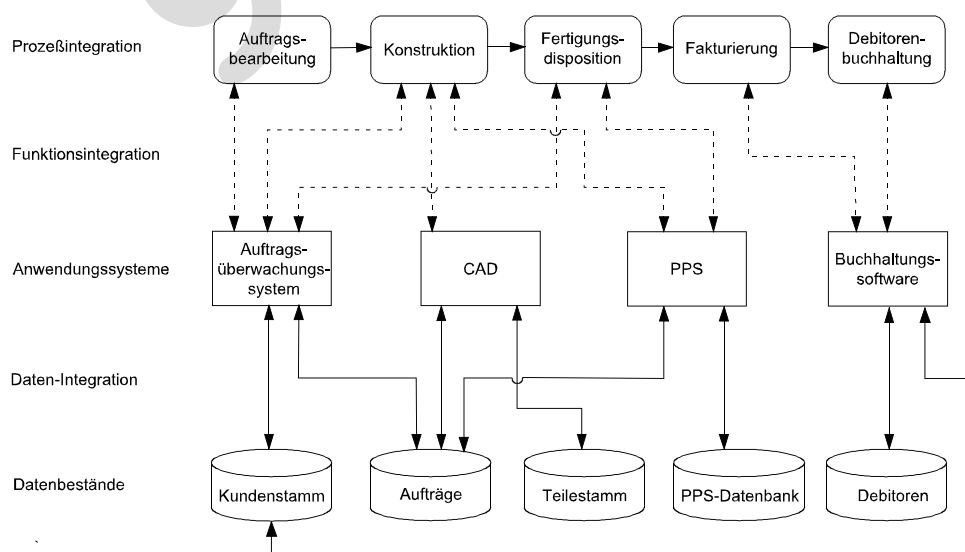 Prozeßintegration
Auftrags-
bearbeitung
Konstruktion
Fertigungs-
disposition
Fakturierung
Debitoren-
buchhaltung
Funktionsintegration
Anwendungssysteme
Auftrags-
überwachungs-
system
CAD
PPS
Buchhaltungs-
software
Daten-Integration
Datenbestände
Kundenstamm
Aufträge
Teilestamm
PPS-Datenbank
Debitoren